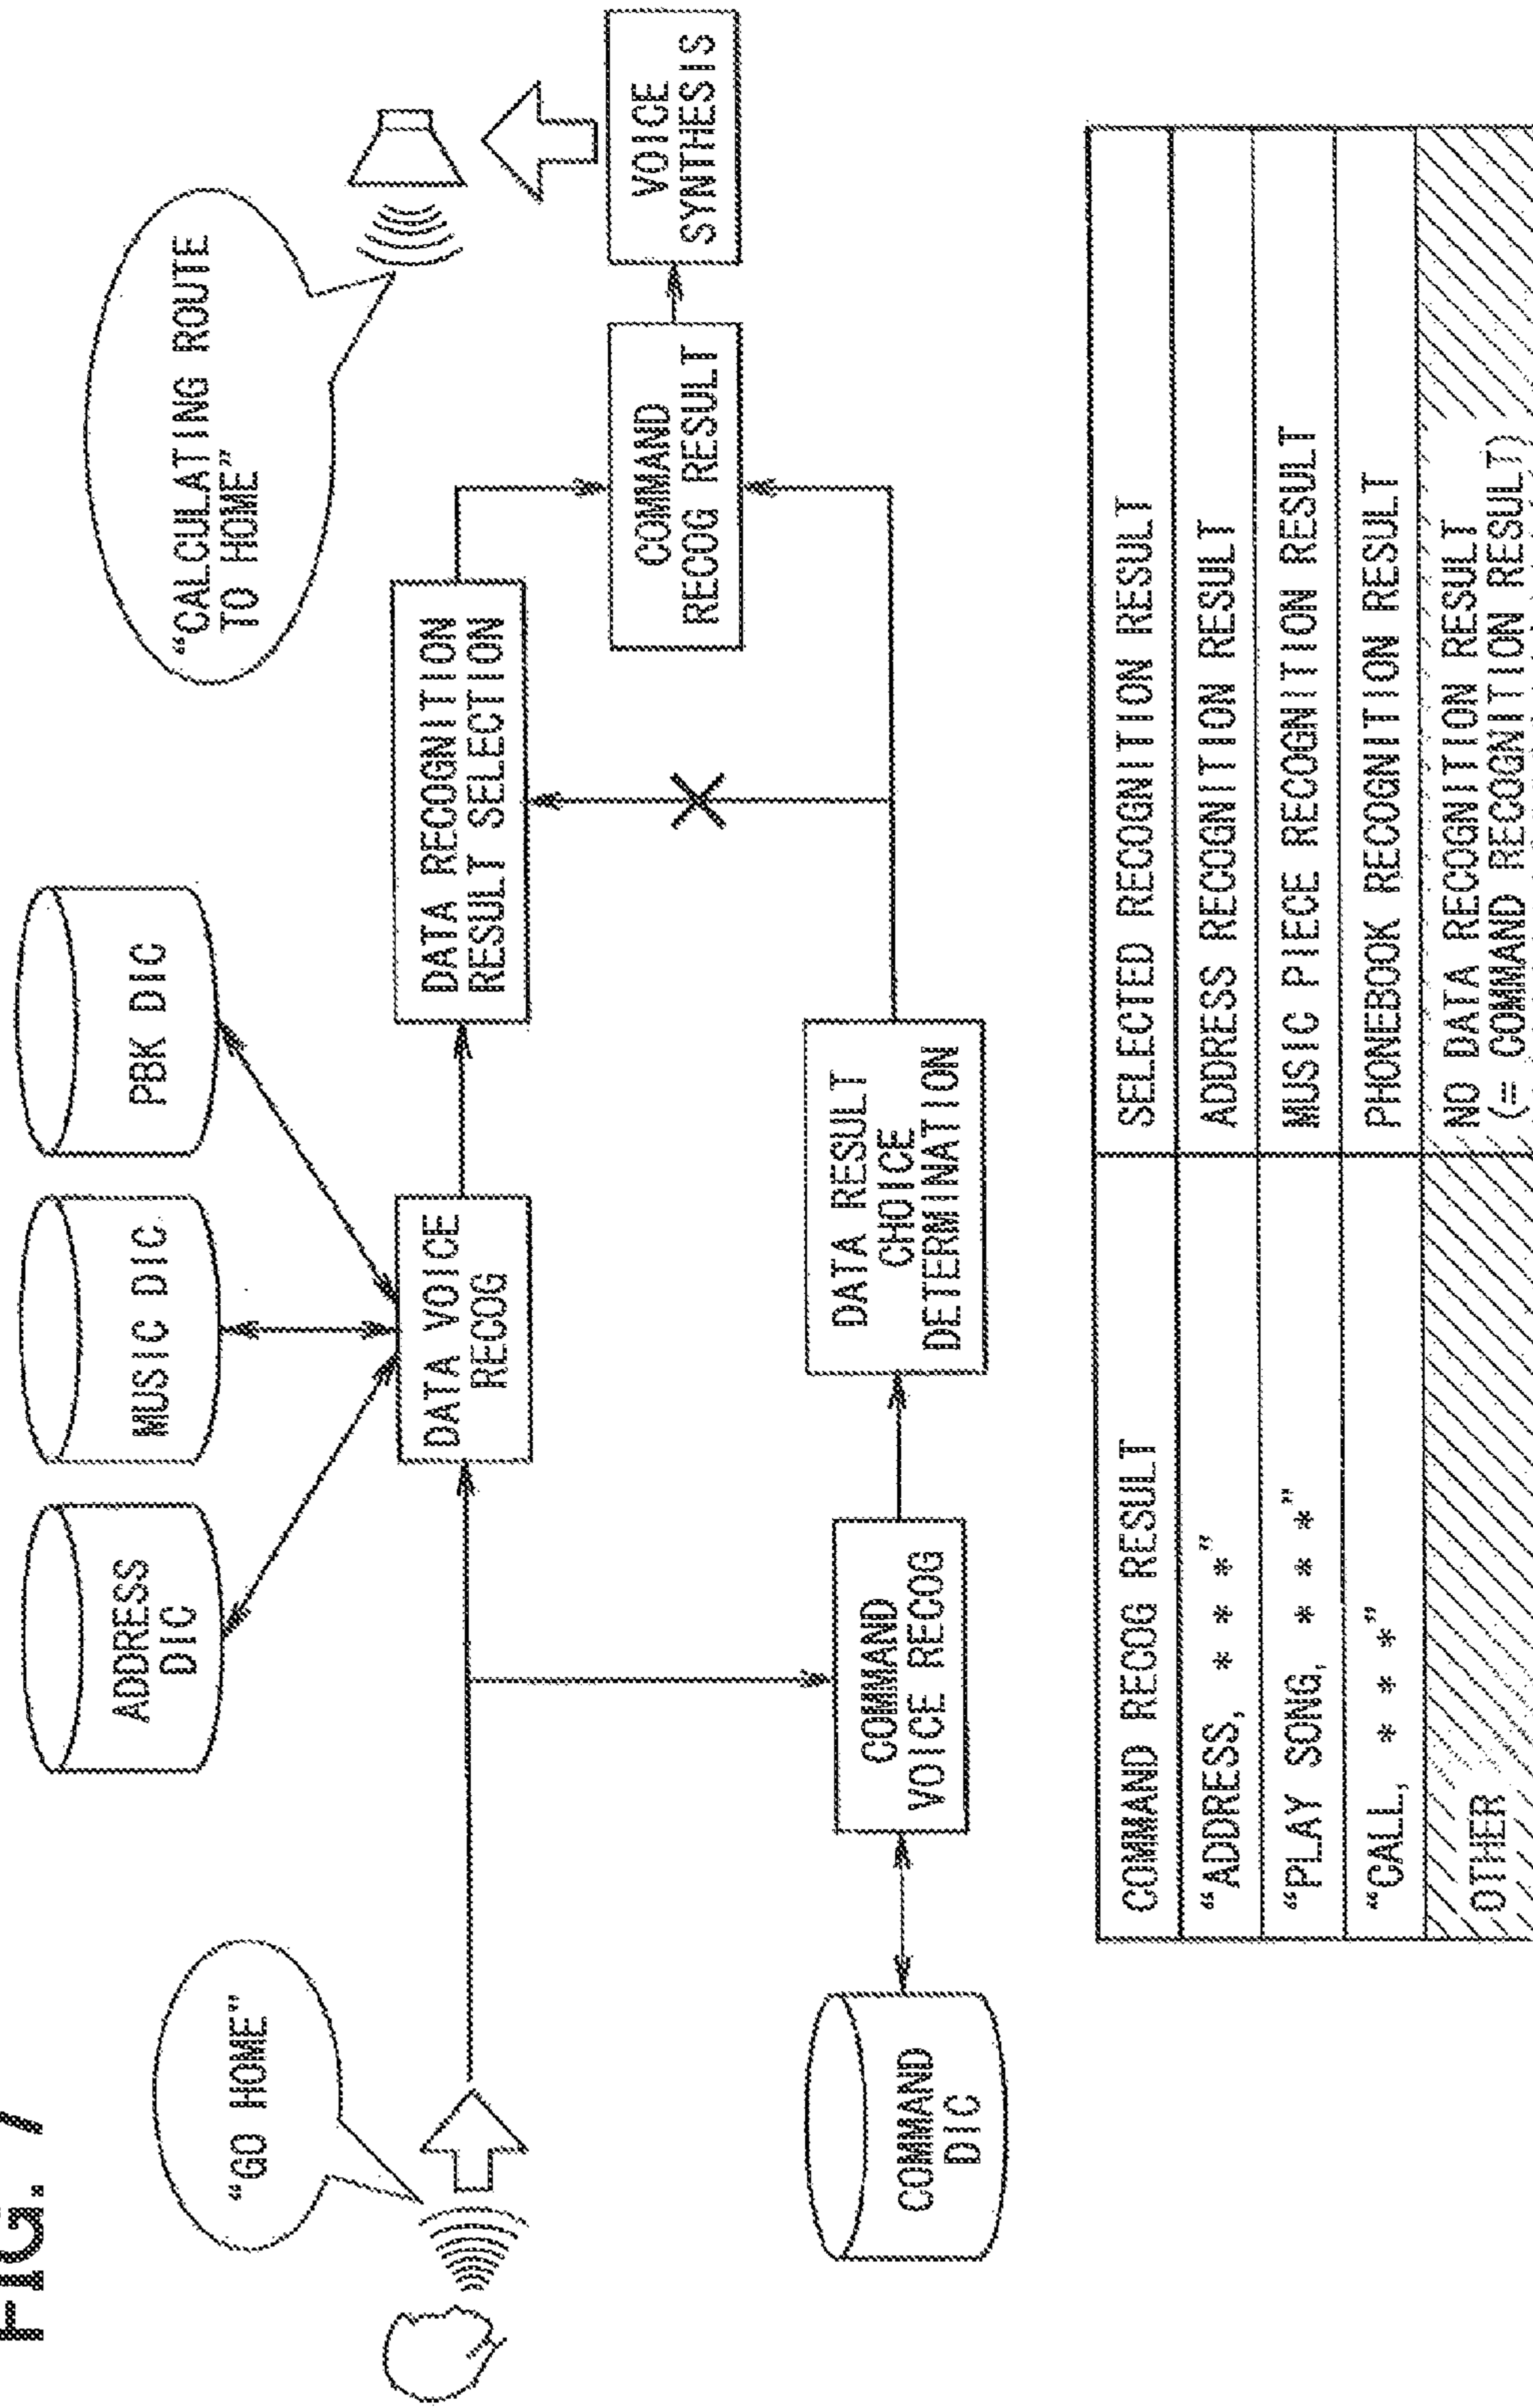 FIG. 7
“GO HOME”
“CALCULATING ROUTE
TO HOME”
ADDRESS
DIC
MUSIC DIC
PBK DIC
DATA VOICE
RECOG
DATA RECOGNITION
RESULT SELECTION
COMMAND
RECOG RESULT
VOICE
SYNTHESIS
COMMAND
DIC
COMMAND
VOICE RECOG
DATA RESULT
CHOICE
DETERMINATION
COMMAND RECOG RESULT
SELECTED RECOGNITION RESULT
“ADDRESS, * * *”
ADDRESS RECOGNITION RESULT
“PLAY SONG, * * *”
MUSIC PIECE RECOGNITION RESULT
“CALL, * * *”
PHONEBOOK RECOGNITION RESULT
OTHER
NO DATA RECOGNITION RESULT
(= COMMAND RECOGNITION RESULT)